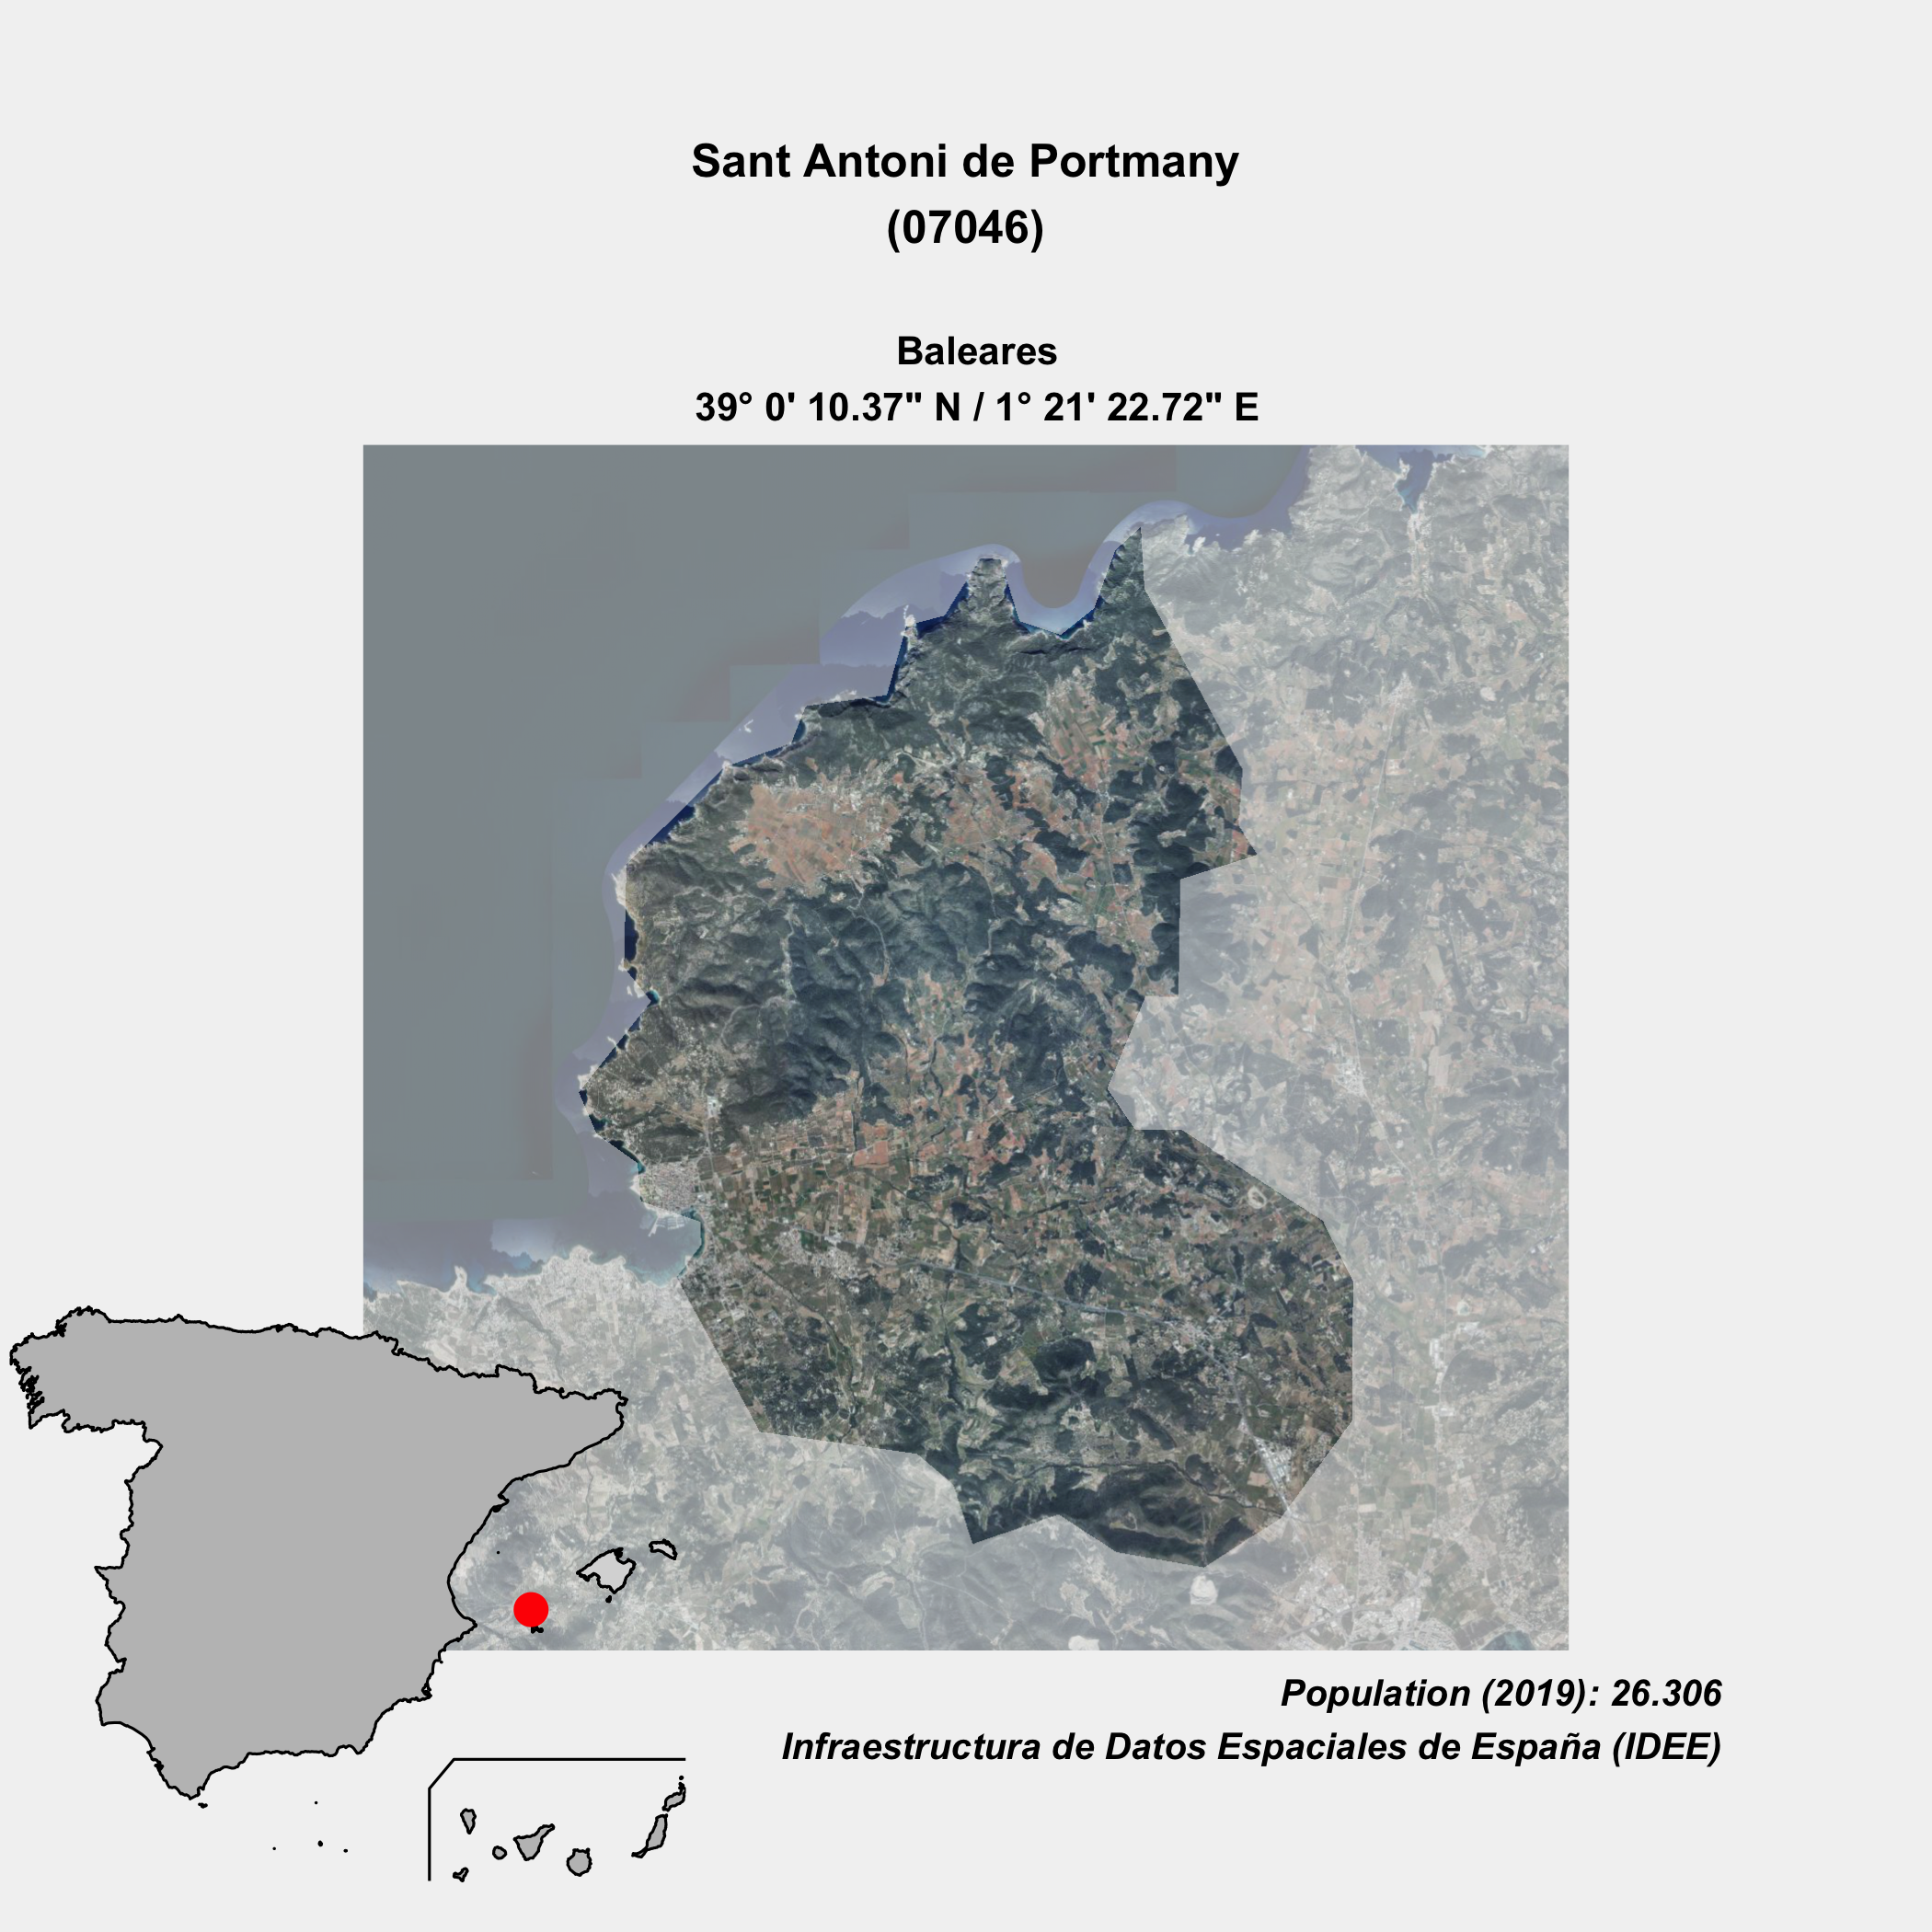 Sant Antoni de Portmany
(07046)
Baleares
39° 0' 10.37" N / 1° 21' 22.72" E
Population (2019): 26.306
Infraestructura de Datos Espaciales de España (IDEE)